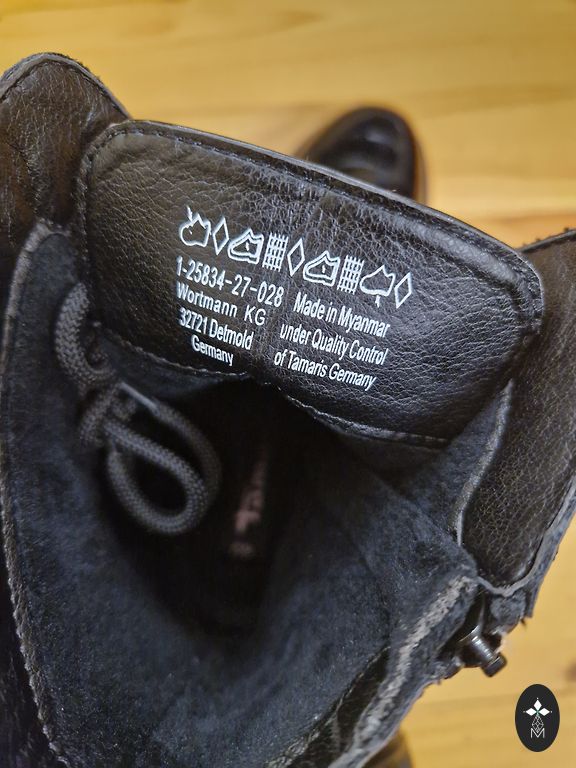 1-25834-27-028
Wortmann KG
32721 Detmold
Germany
Made in Myanmar
under Quality Control
of Tamaris Germany
M